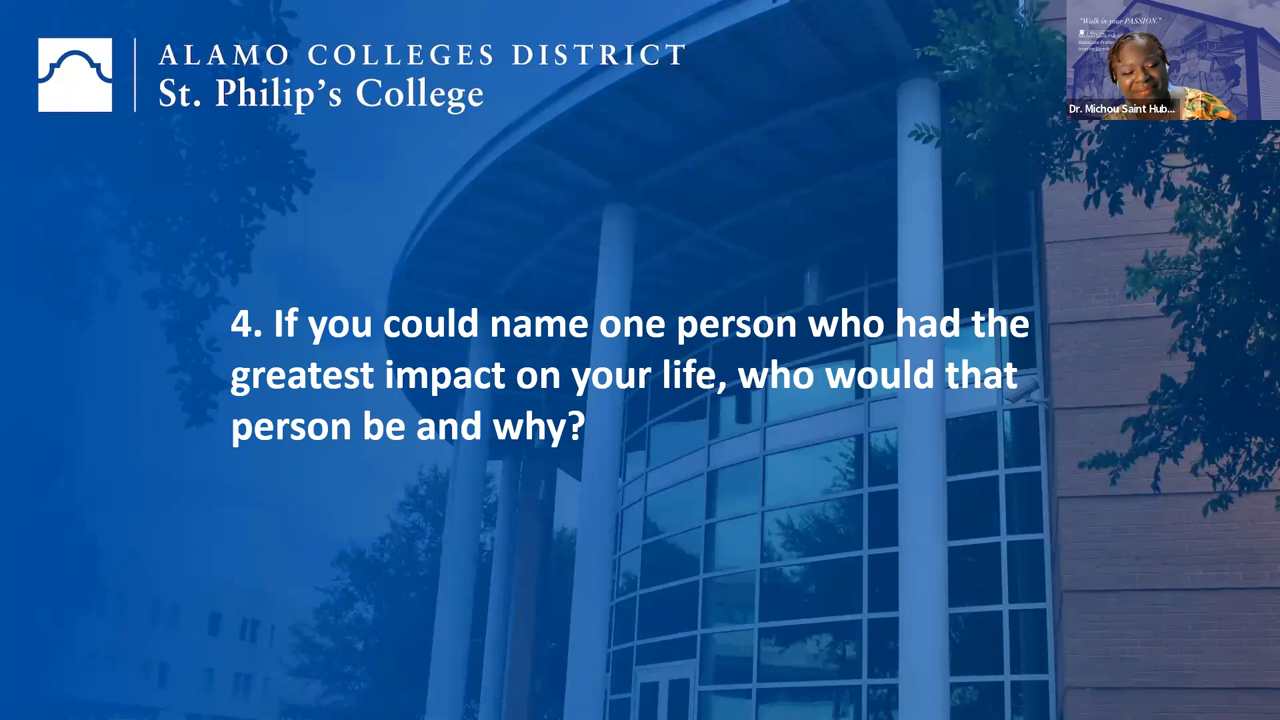 ALAMO COLLEGES DISTRICT
St. Philip's College
"Walk in your PASSION."
Dr. Michou Saint Hub...
4. If you could name one person who had the
greatest impact on your life, who would that
person be and why?